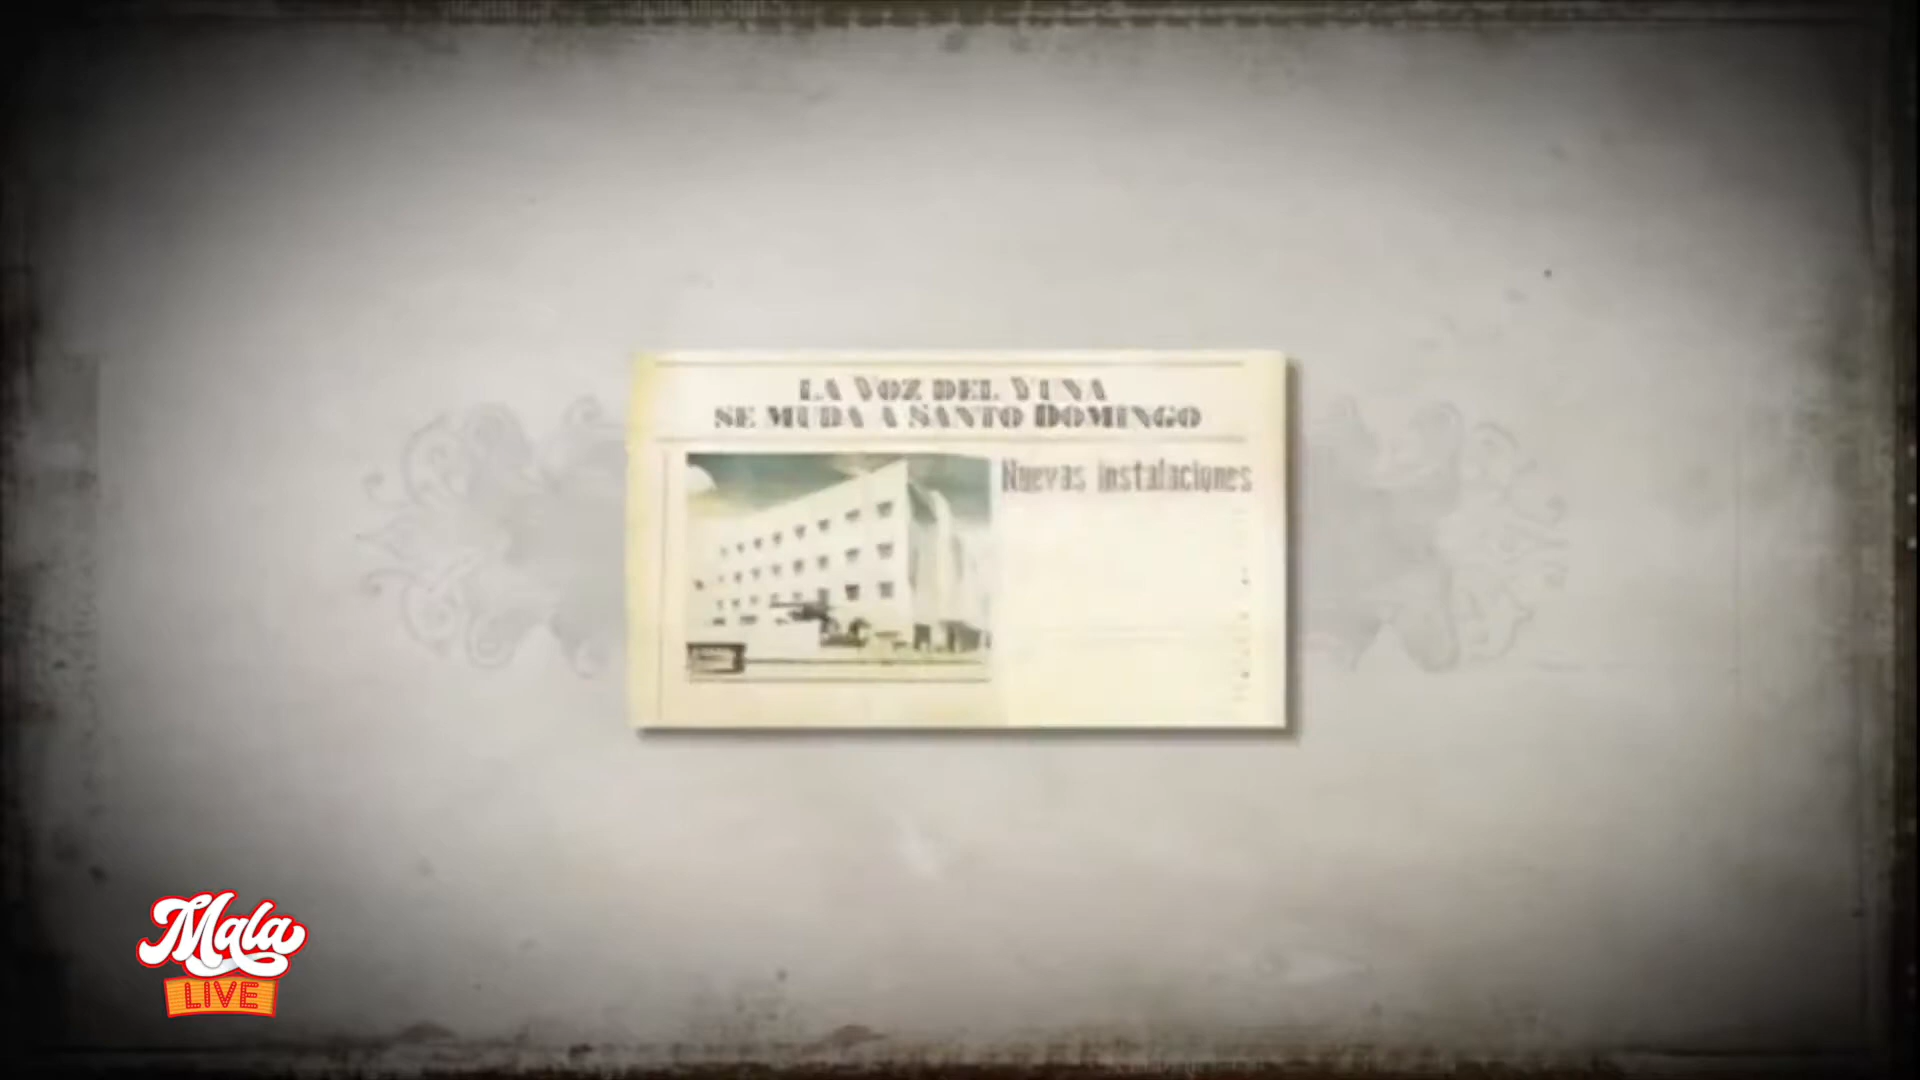 LA VOZ DEL YUNA
SE MUDA A SANTO DOMINGO
Nuevas instalaciones
Mala
LIVE